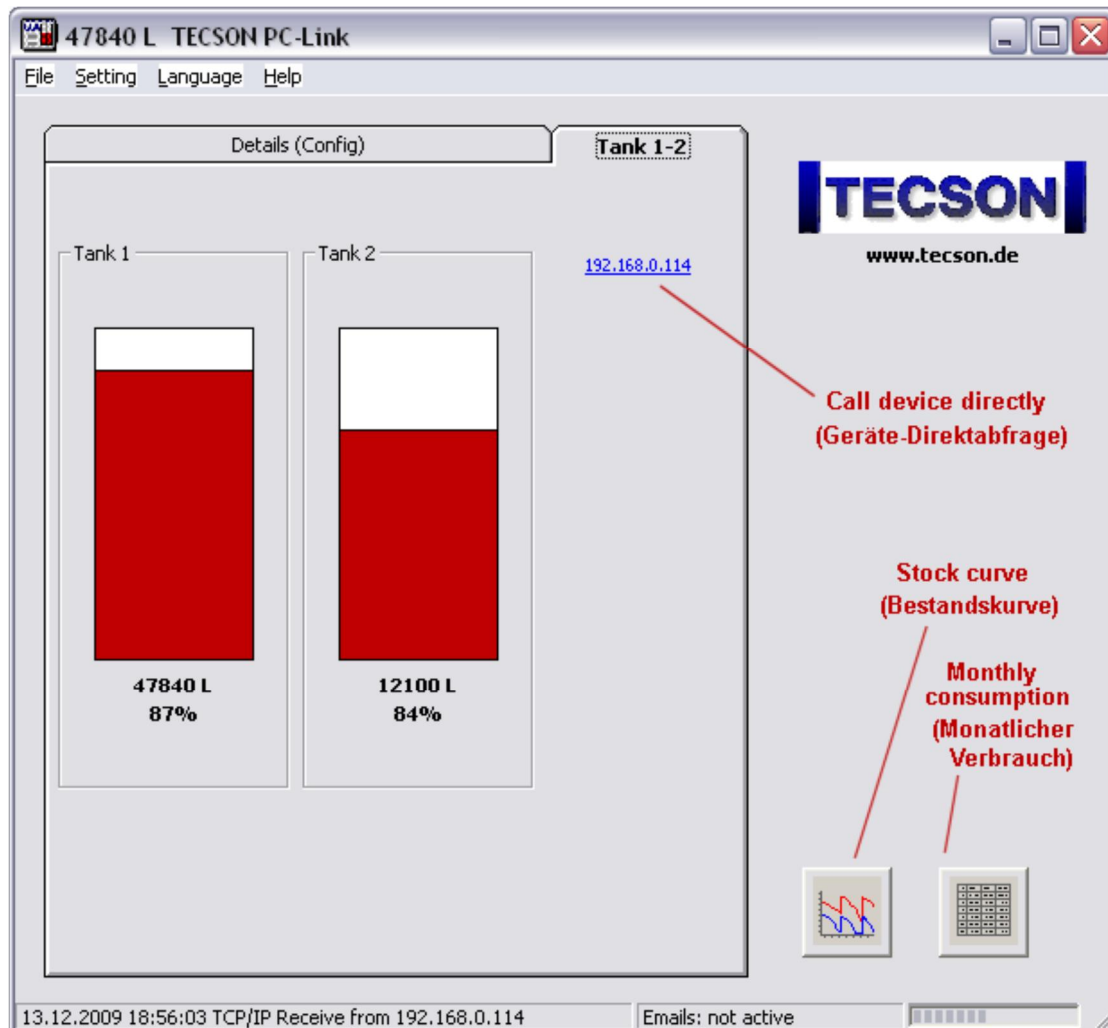 47840 L TECSON PC-Link
File Setting Language Help
Details (Config)
Tank 1-2
TECSON
www.tecson.de
Tank 1
Tank 2
192.168.0.114
Call device directly
(Geräte-Direktabfrage)
47840 L
87%
12100 L
84%
Stock curve
(Bestandskurve)
Monthly
consumption
(Monatlicher
Verbrauch)
13.12.2009 18:56:03 TCP/IP Receive from 192.168.0.114
Emails: not active